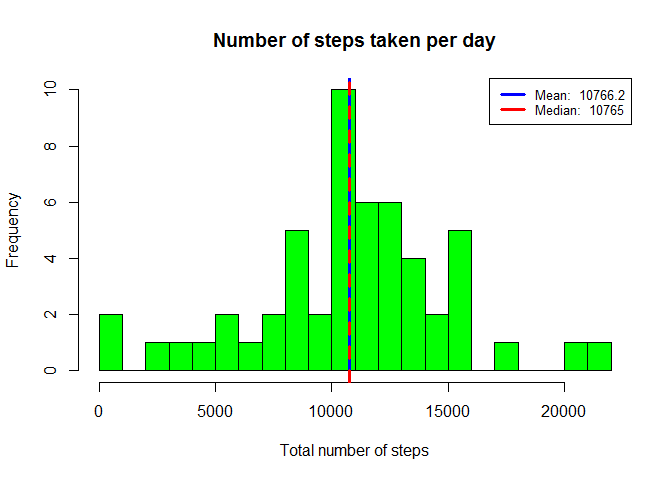 Number of steps taken per day
Mean: 10766.2
Median: 10765
10
8
6
4
2
0
Frequency
0 5000 10000 15000 20000
Total number of steps